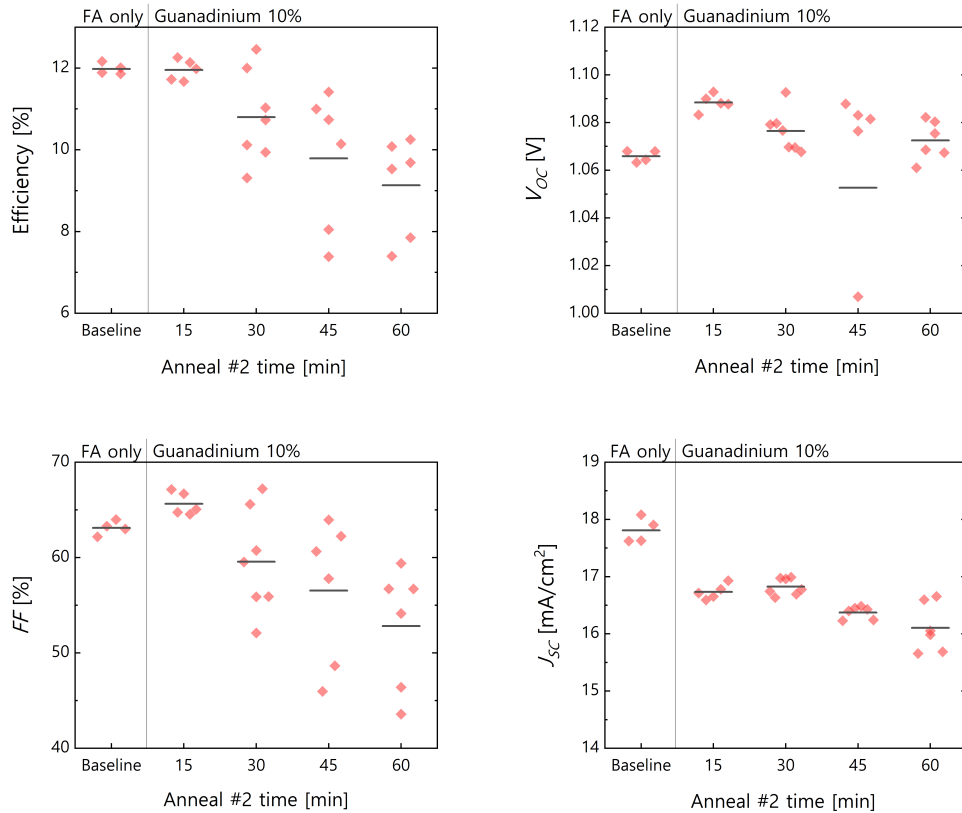 FA only Guanadinium 10%
12
10
8
6
Efficiency [%]
Baseline 15 30 45 60
Anneal #2 time [min]
FA only Guanadinium 10%
1.12
1.10
1.08
1.06
1.04
1.02
1.00
VOC [V]
Baseline 15 30 45 60
Anneal #2 time [min]
FA only Guanadinium 10%
70
60
50
40
FF [%]
Baseline 15 30 45 60
Anneal #2 time [min]
FA only Guanadinium 10%
19
18
17
16
15
14
JSC [mA/cm²]
Baseline 15 30 45 60
Anneal #2 time [min]